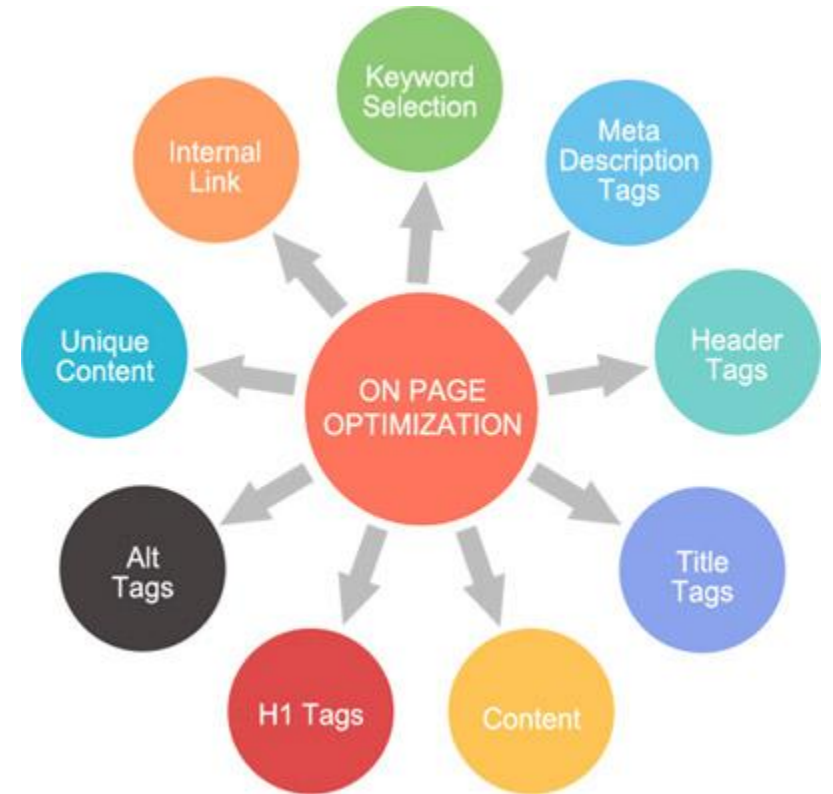 Keyword
Selection
Meta
Description
Tags
Header
Tags
Title
Tags
Content
H1 Tags
Alt
Tags
Unique
Content
Internal
Link
ON PAGE
OPTIMIZATION